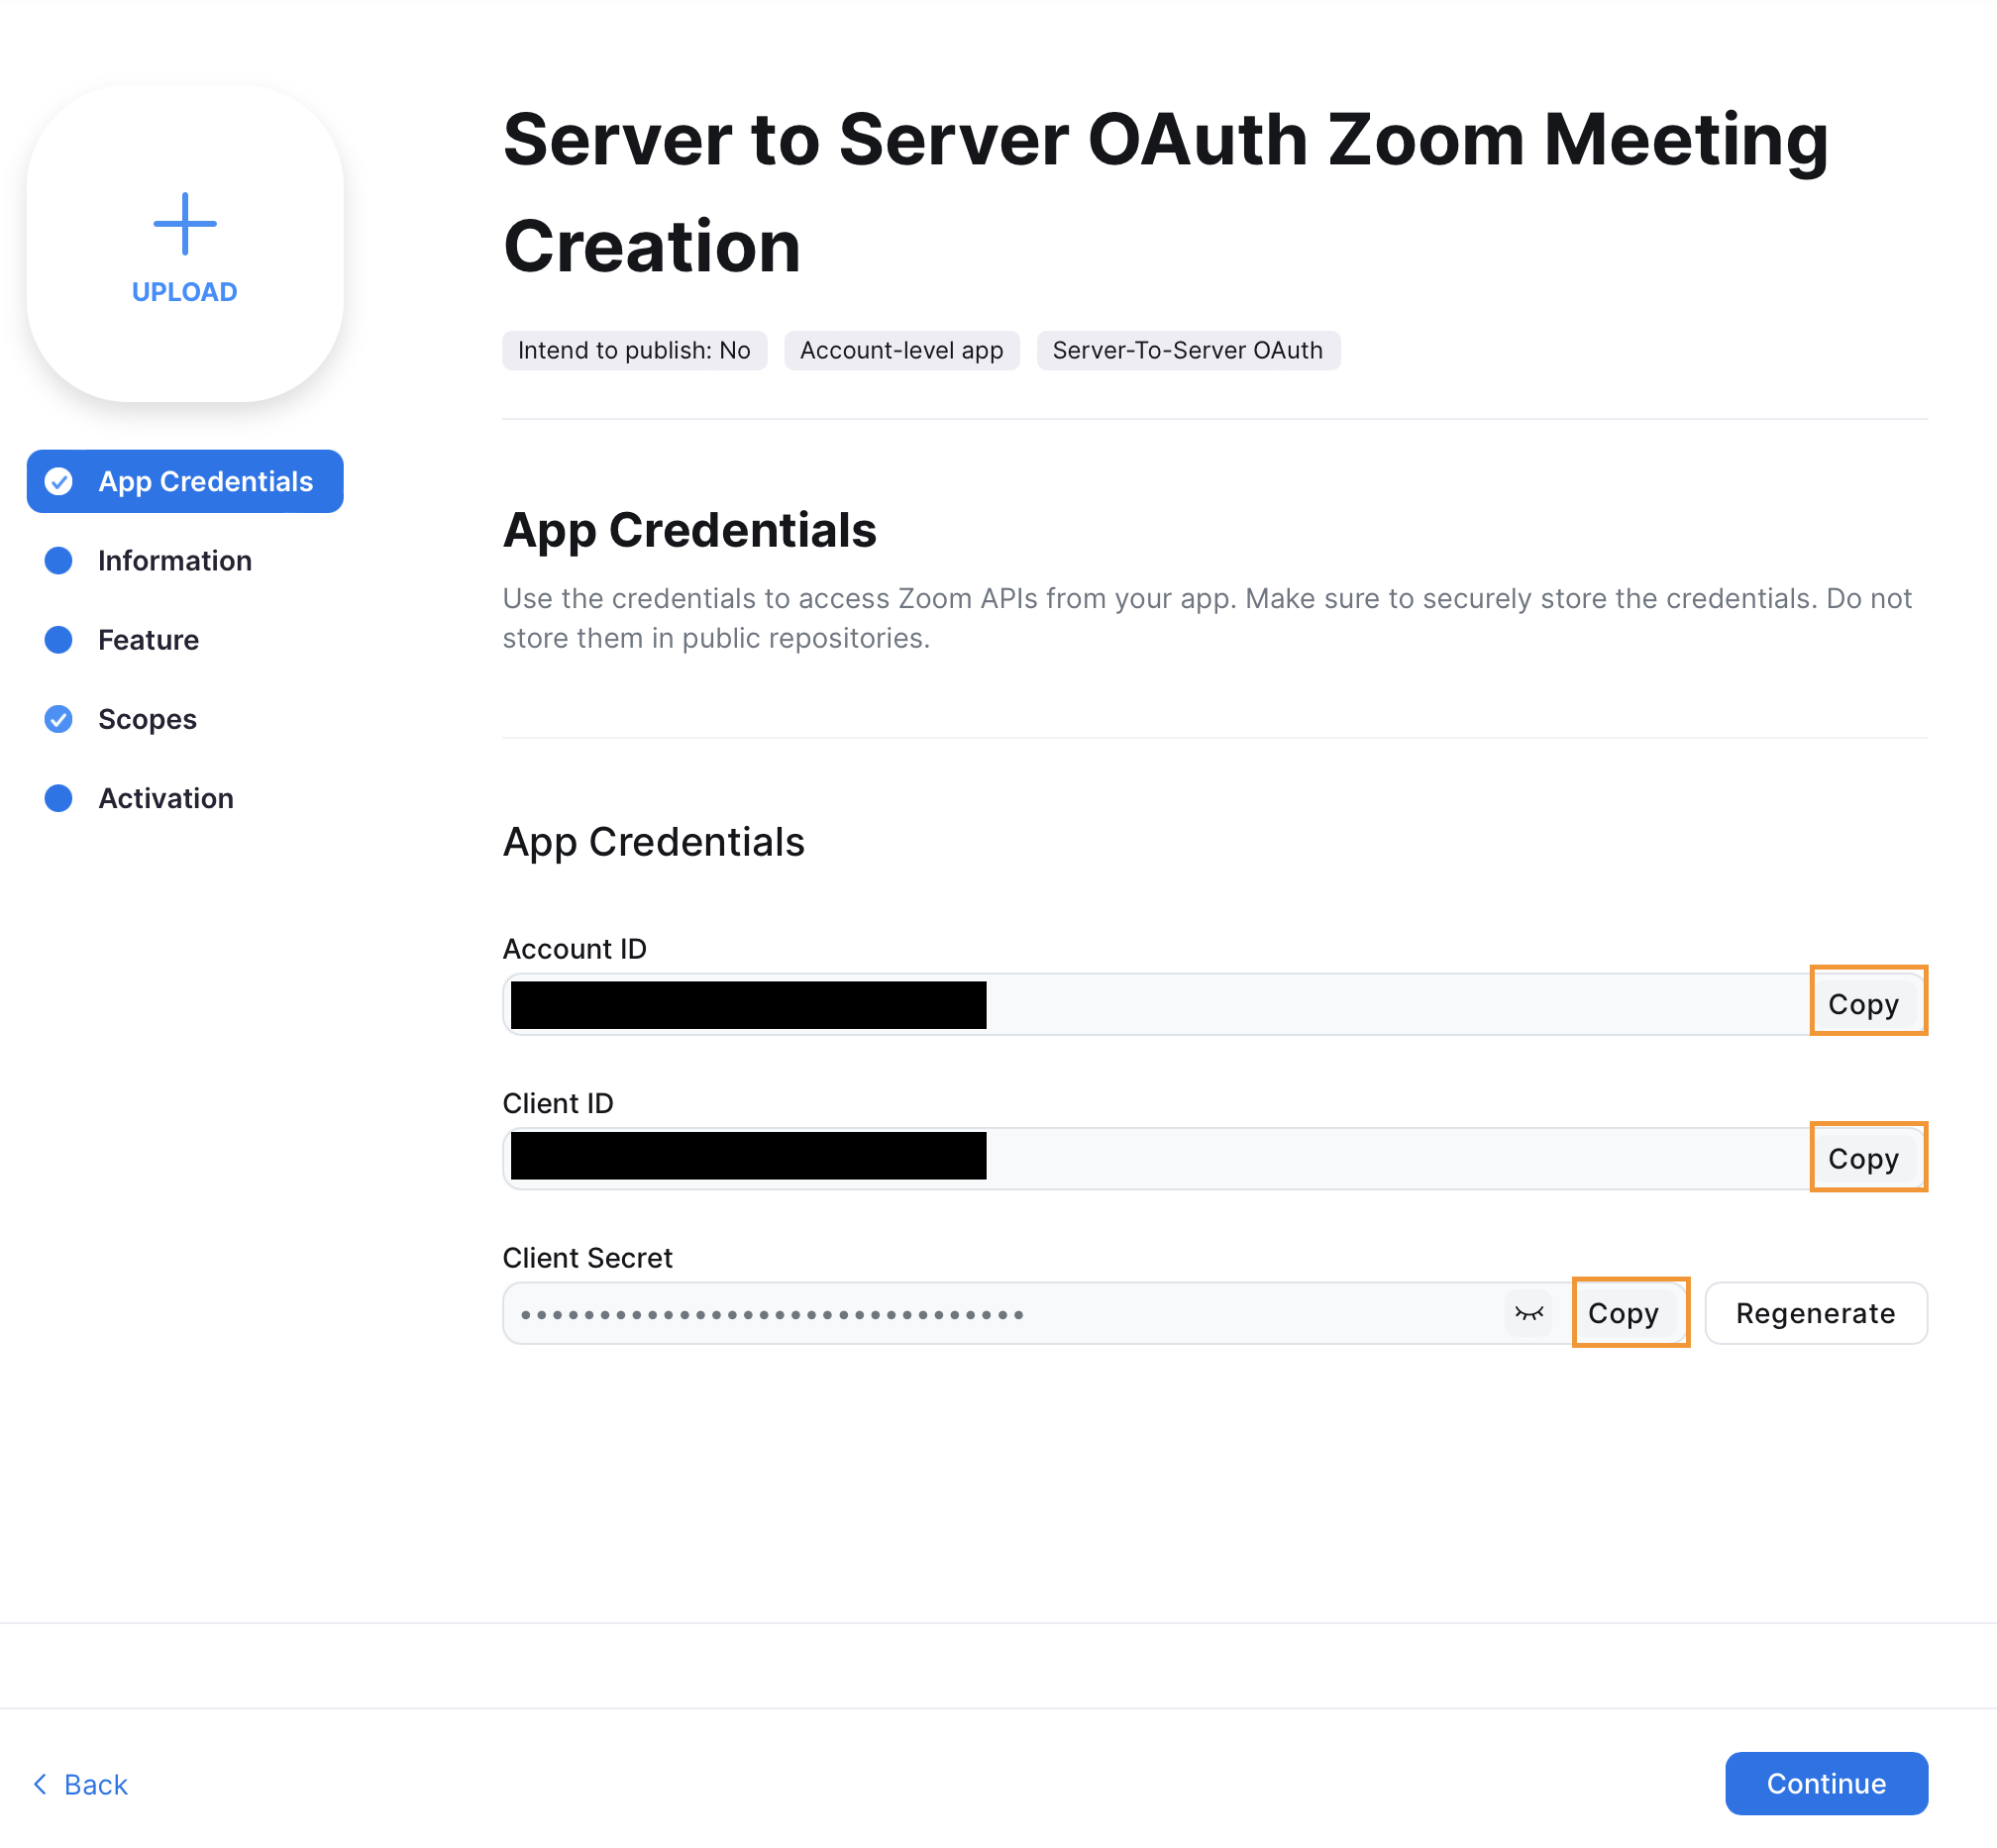 Server to Server OAuth Zoom Meeting
Creation
UPLOAD
Intend to publish: No
Account-level app
Server-To-Server OAuth
App Credentials
Information
Feature
Scopes
Activation
App Credentials
Use the credentials to access Zoom APIs from your app. Make sure to securely store the credentials. Do not
store them in public repositories.
App Credentials
Account ID
Copy
Client ID
Copy
Client Secret
Copy
Regenerate
Back
Continue